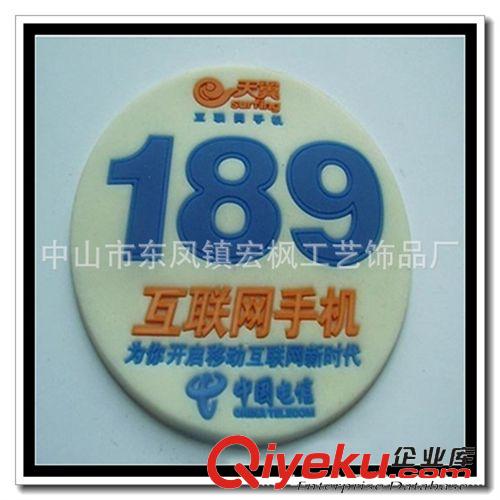 天翼
surfing
互联网手机
189
中山市东凤镇宏枫工艺饰品厂
互联网手机
为你开启移动互联网新时代
中国电信
CHINA TELECOM
Qiyeku.com 企业库
Enterprise Database